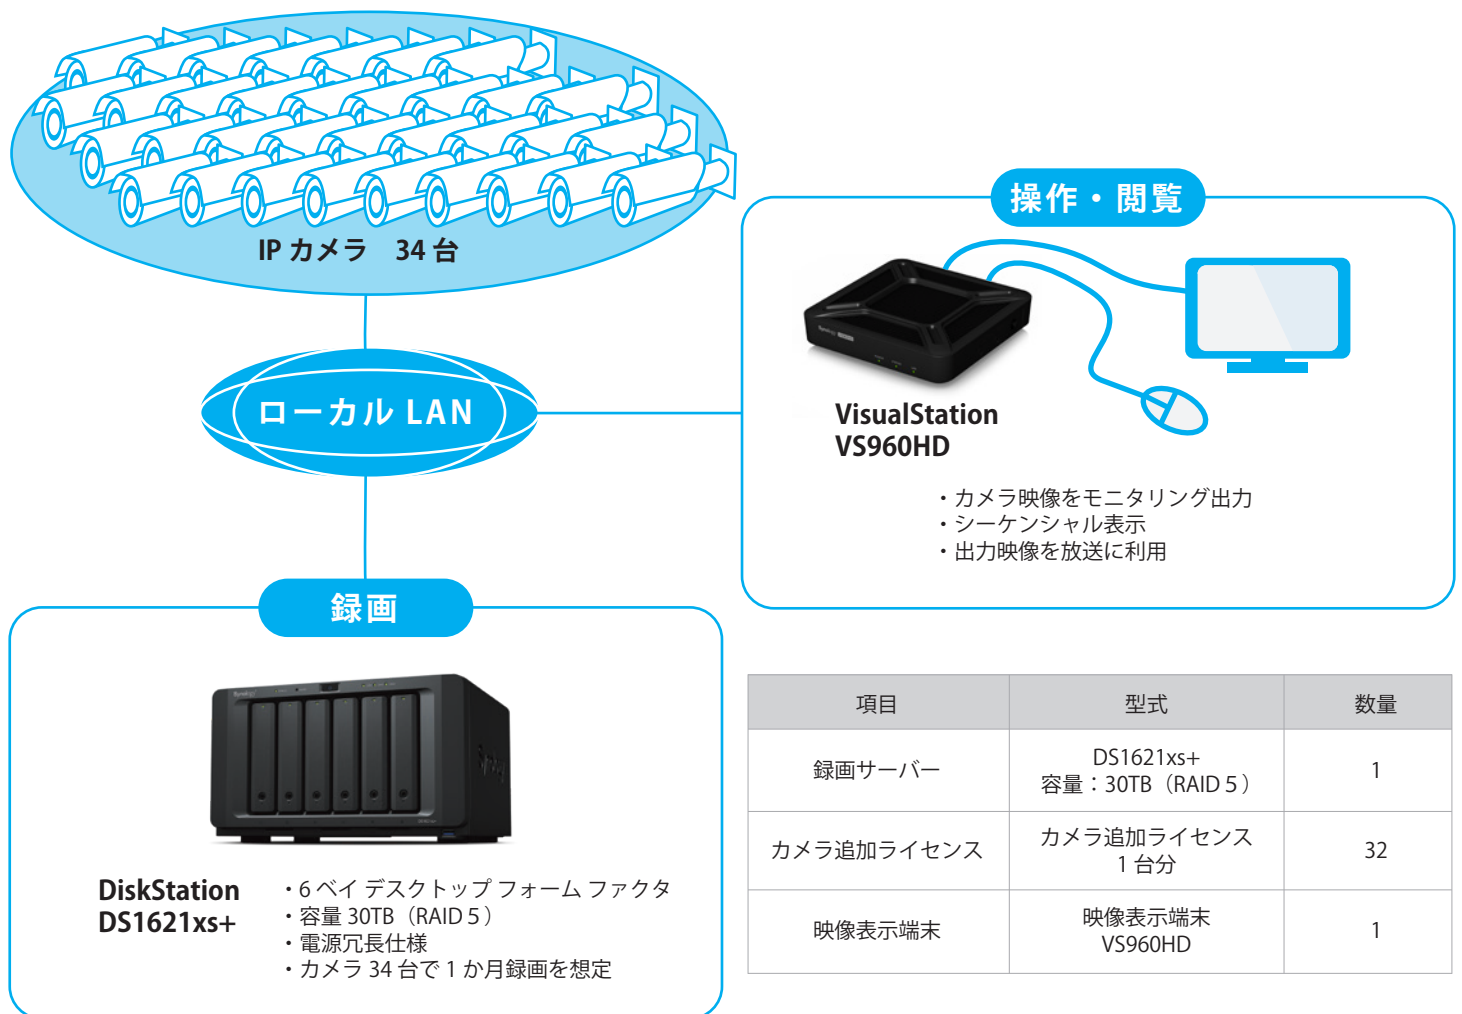 IP カメラ　34 台
ローカル LAN
操作・閲覧
Synology
VisualStation
VS960HD
・カメラ映像をモニタリング出力
・シーケンシャル表示
・出力映像を放送に利用
録画
Synology
DiskStation
DS1621xs+
・6 ベイ デスクトップ フォーム ファクタ
・容量 30TB（RAID 5）
・電源冗長仕様
・カメラ 34 台で 1 か月録画を想定
項目 型式 数量
録画サーバー DS1621xs+ 1
容量：30TB（RAID 5）
カメラ追加ライセンス カメラ追加ライセンス 32
1 台分
映像表示端末 映像表示端末 1
VS960HD